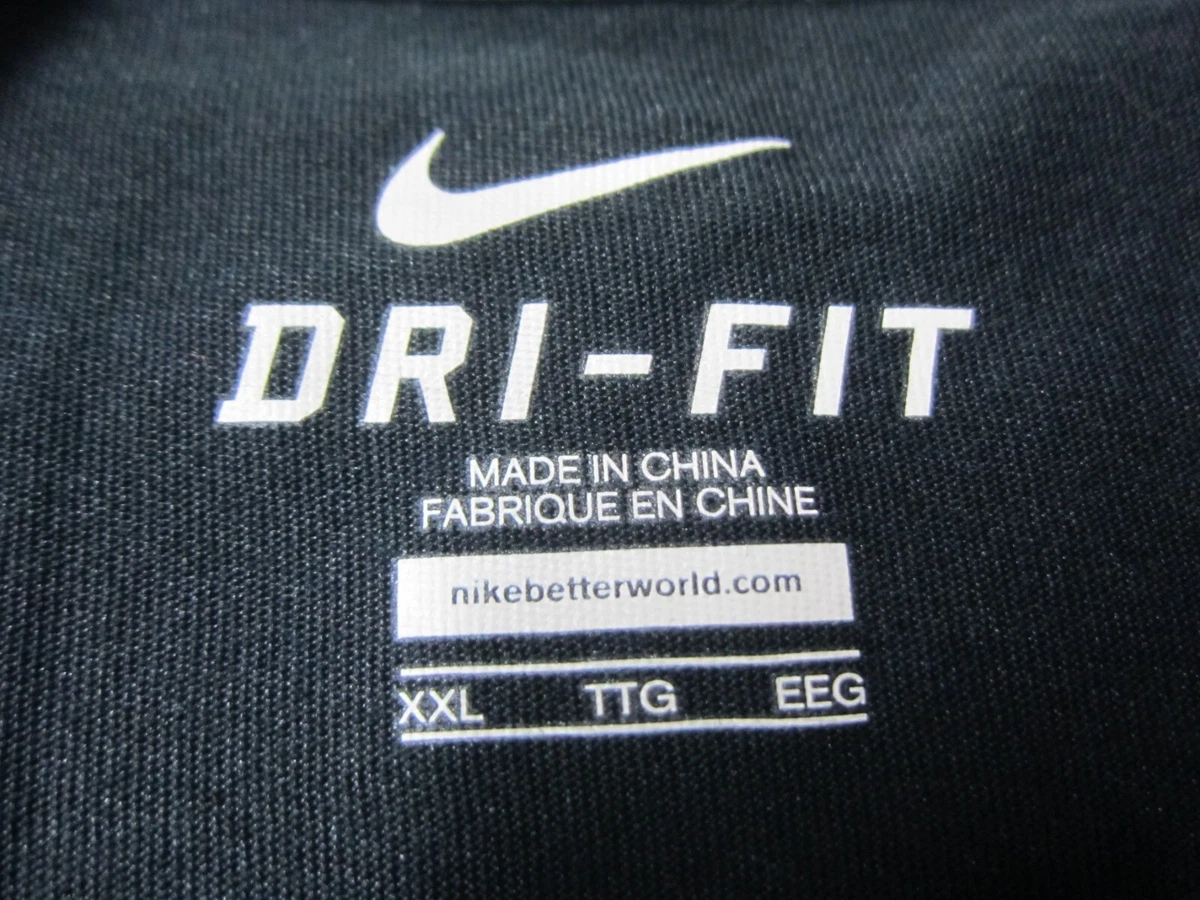 DRI-FIT
MADE IN CHINA
FABRIQUE EN CHINE
nikebetterworld.com
XXL TTG EEG